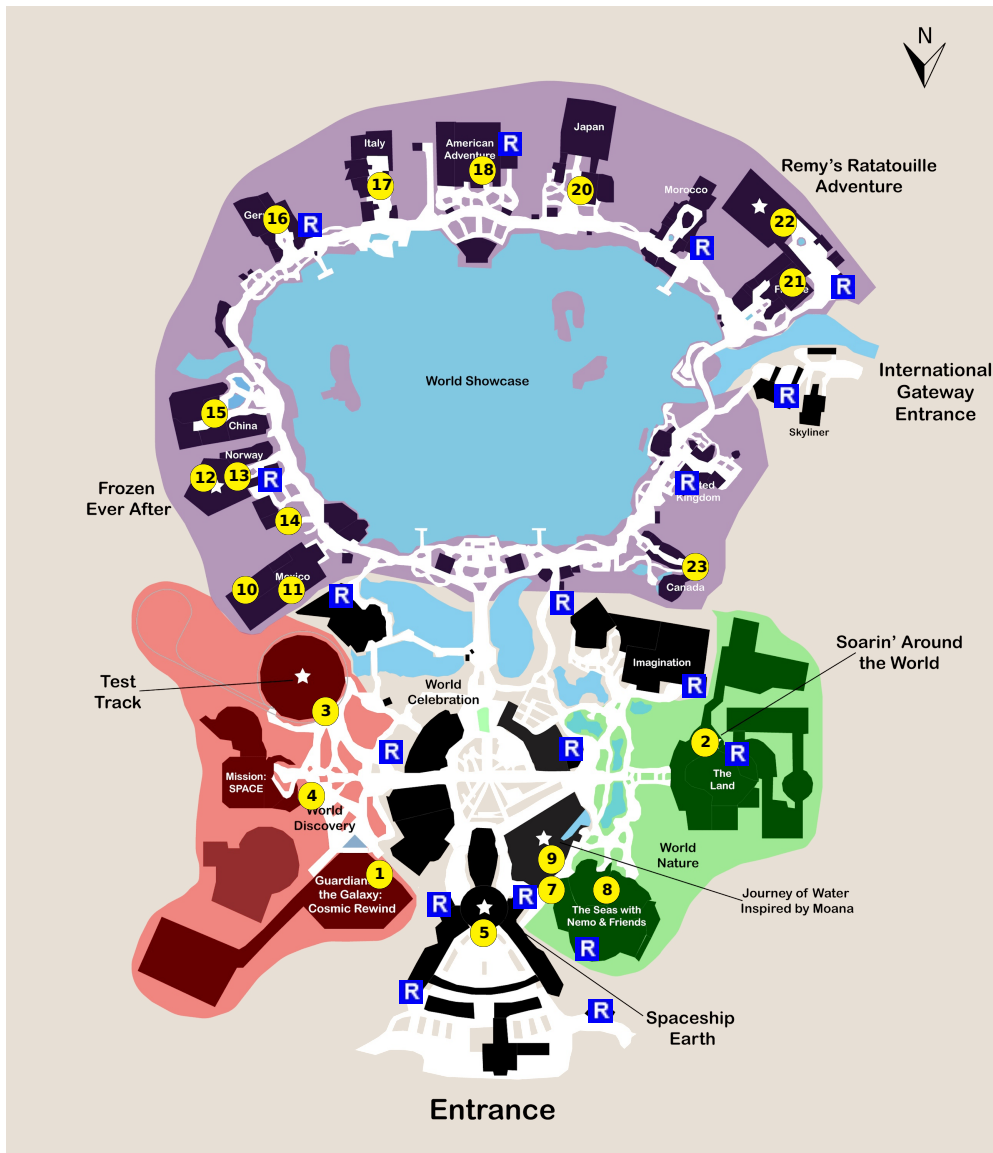 N
Japan
Italy
R
American
Adventure
18
17
20
Remy’s Ratatouille
Adventure
Morocco
16
R
22
R
21
R
International
Gateway
Entrance
World Showcase
R
Skyliner
15
China
Norway
12
13
R
Frozen
Ever After
R
Kingdom
14
23
Canada
Mexico
10
11
R
R
Soarin’ Around
the World
Imagination
R
Test
Track
World
Celebration
3
2
R
R
R
The
Land
Mission:
SPACE
4
World
Discovery
World
Nature
9
1
Guardians of
the Galaxy:
Cosmic Rewind
7
8
Journey of Water
Inspired by Moana
R
R
The Seas with
Nemo & Friends
5
R
R
R
Spaceship
Earth
Entrance